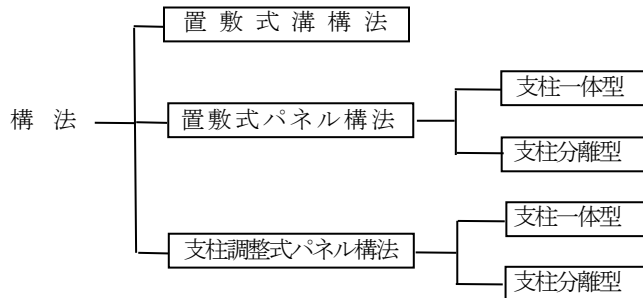 置敷式溝構法
支柱一体型
構法
置敷式パネル構法
支柱分離型
支柱一体型
支柱調整式パネル構法
支柱分離型